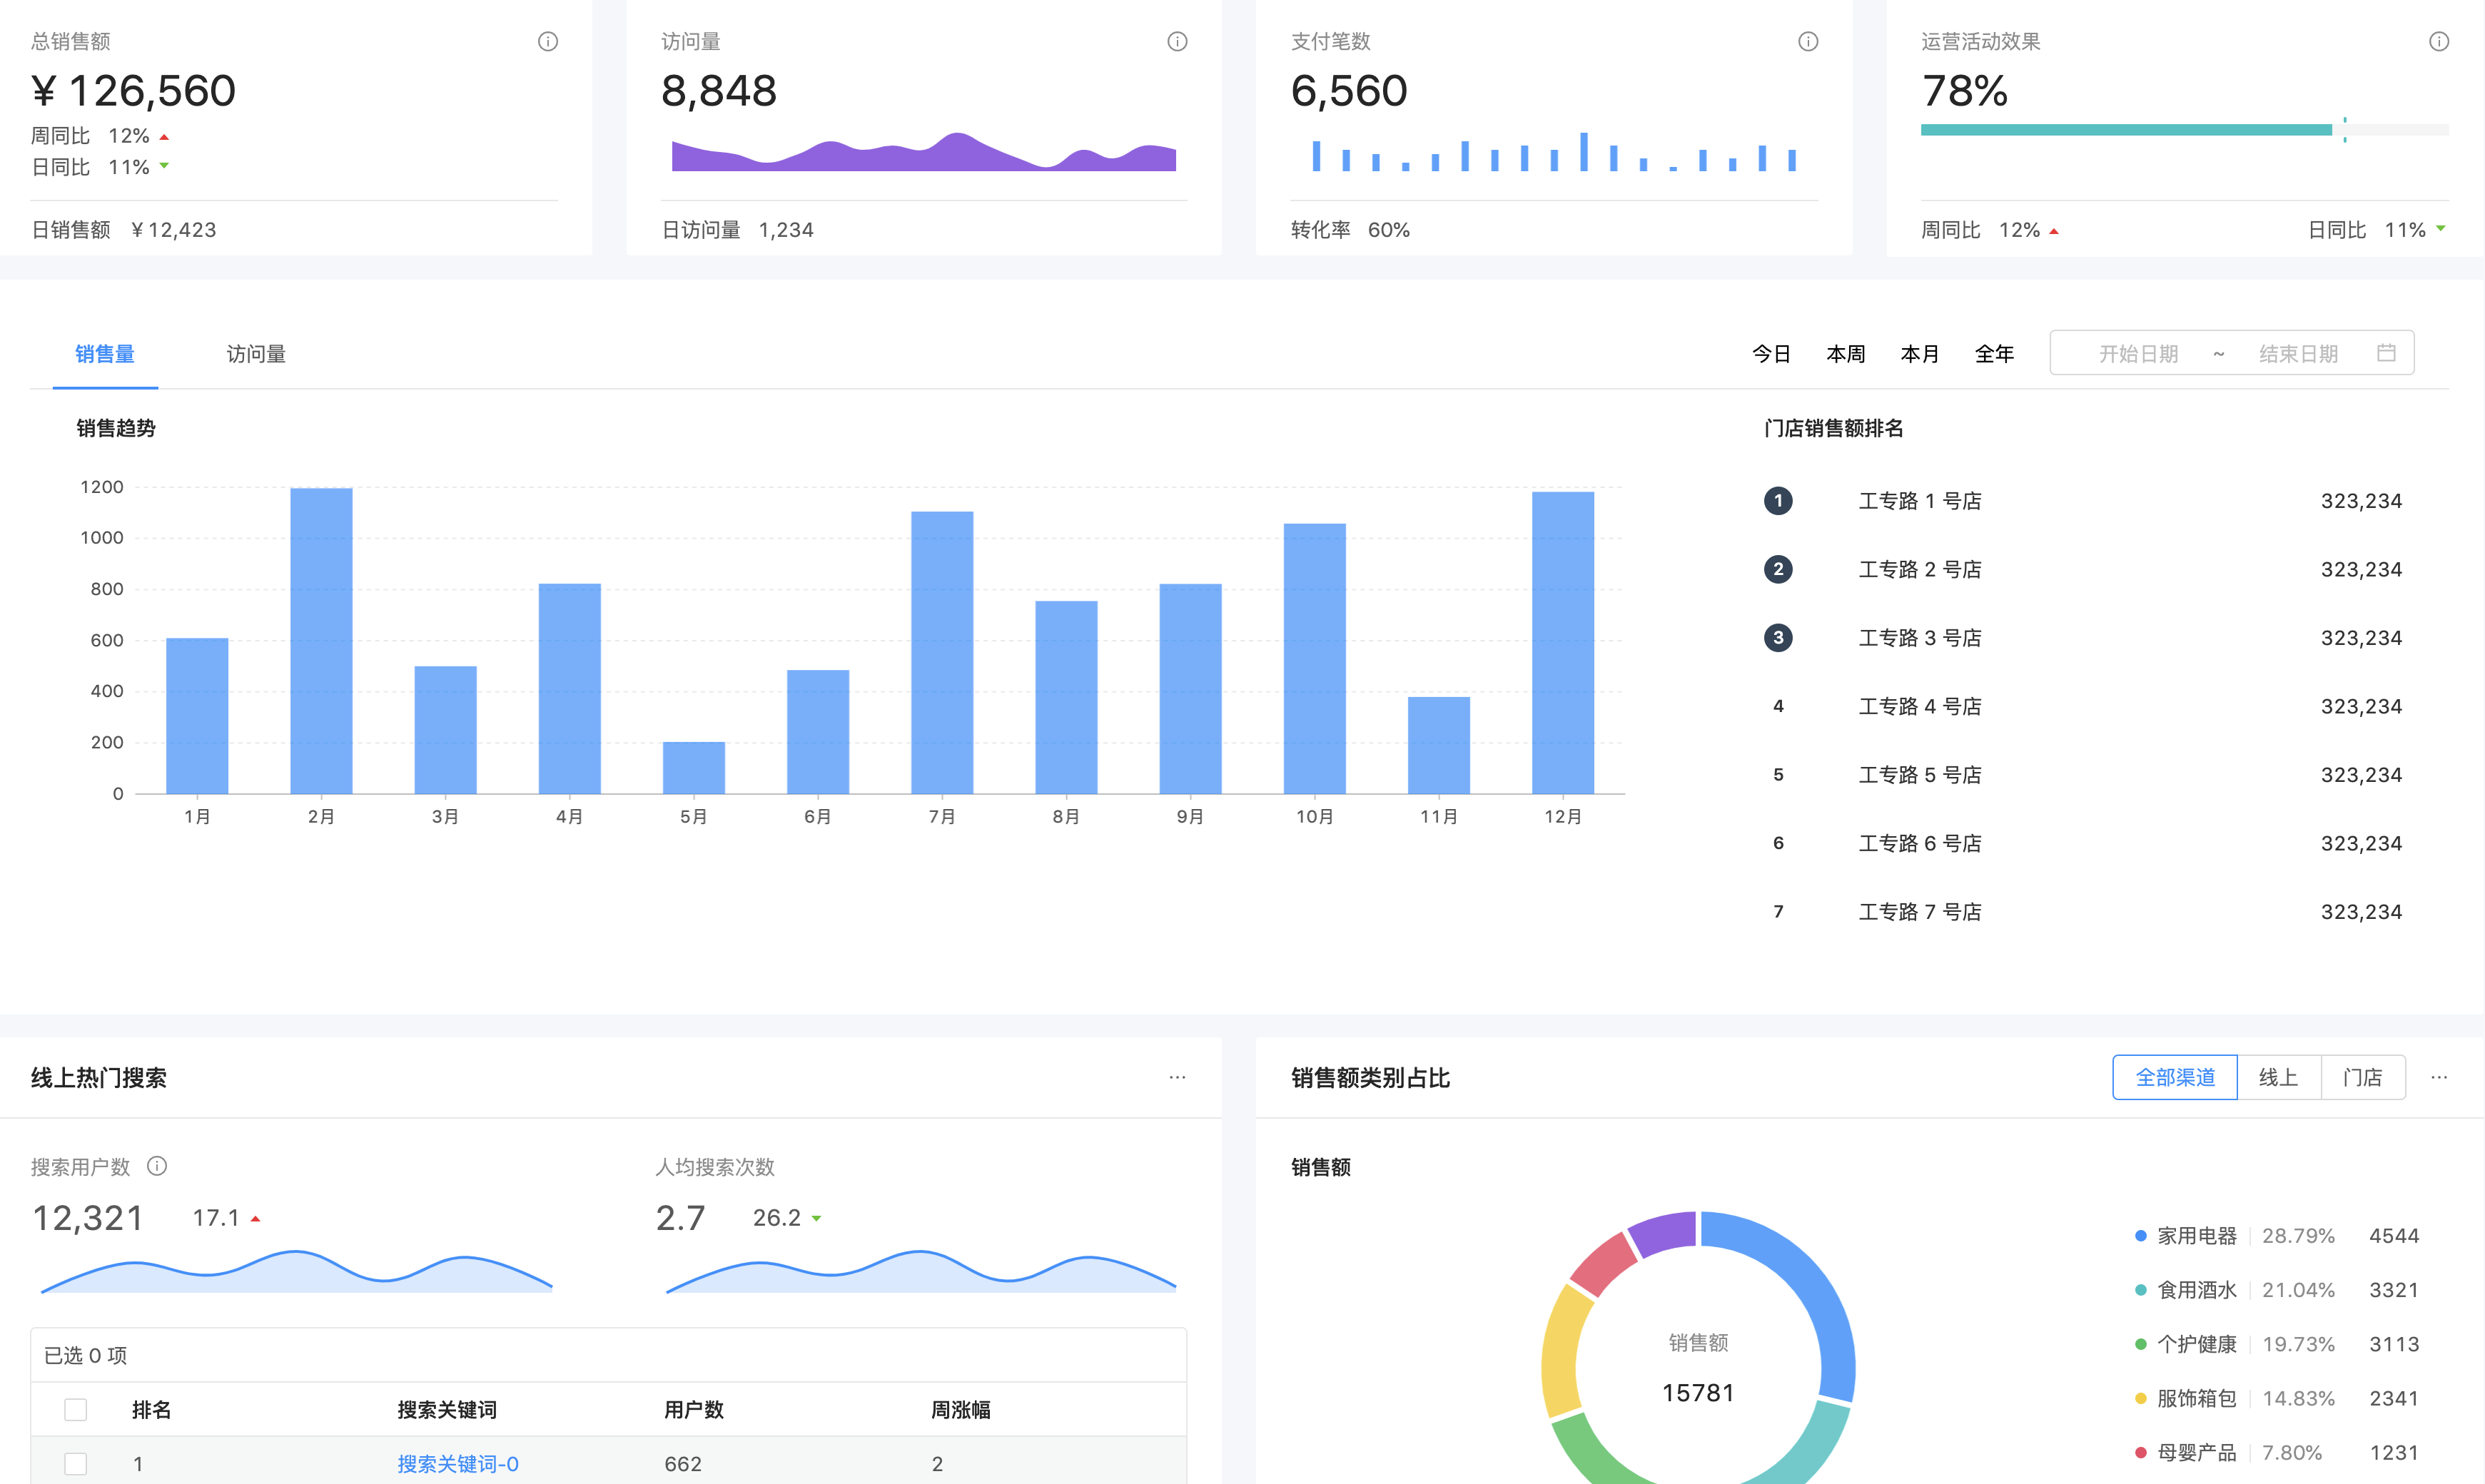 总销售额
¥ 126,560
周同比 12%
日同比 11%
日销售额 ¥ 12,423
访问量
8,848
日访问量 1,234
支付笔数
6,560
转化率 60%
运营活动效果
78%
周同比 12% 日同比 11%
销售量 访问量
今日 本周 本月 全年 开始日期 ~ 结束日期
销售趋势
1200
1000
800
600
400
200
0
1月 2月 3月 4月 5月 6月 7月 8月 9月 10月 11月 12月
门店销售额排名
1 工专路 1 号店 323,234
2 工专路 2 号店 323,234
3 工专路 3 号店 323,234
4 工专路 4 号店 323,234
5 工专路 5 号店 323,234
6 工专路 6 号店 323,234
7 工专路 7 号店 323,234
线上热门搜索
搜索用户数
12,321 17.1
人均搜索次数
2.7 26.2
已选 0 项
排名 搜索关键词 用户数 周涨幅
1 搜索关键词-0 662 2
销售额类别占比
全部渠道 线上 门店
销售额
销售额
15781
家用电器 28.79% 4544
食用酒水 21.04% 3321
个护健康 19.73% 3113
服饰箱包 14.83% 2341
母婴产品 7.80% 1231